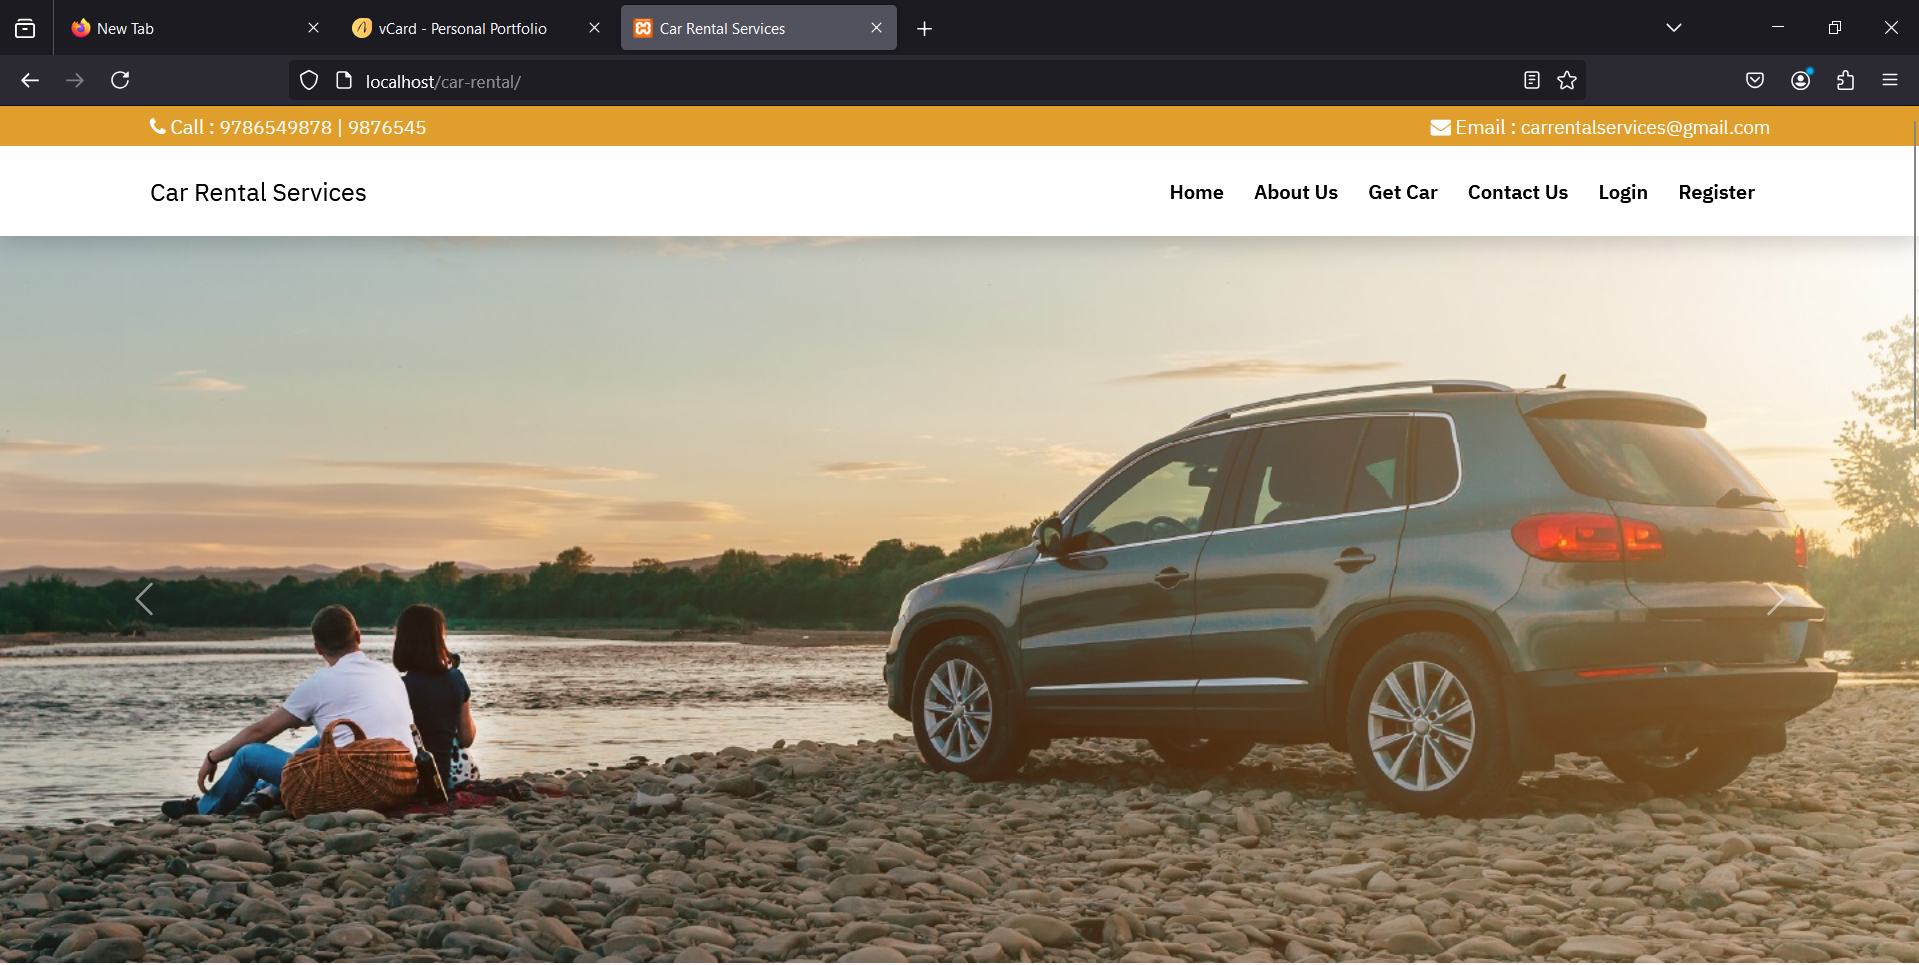 New Tab
vCard - Personal Portfolio
Car Rental Services
localhost/car-rental/
Call : 9786549878 | 9876545
Email : carrentalservices@gmail.com
Car Rental Services
Home About Us Get Car Contact Us Login Register